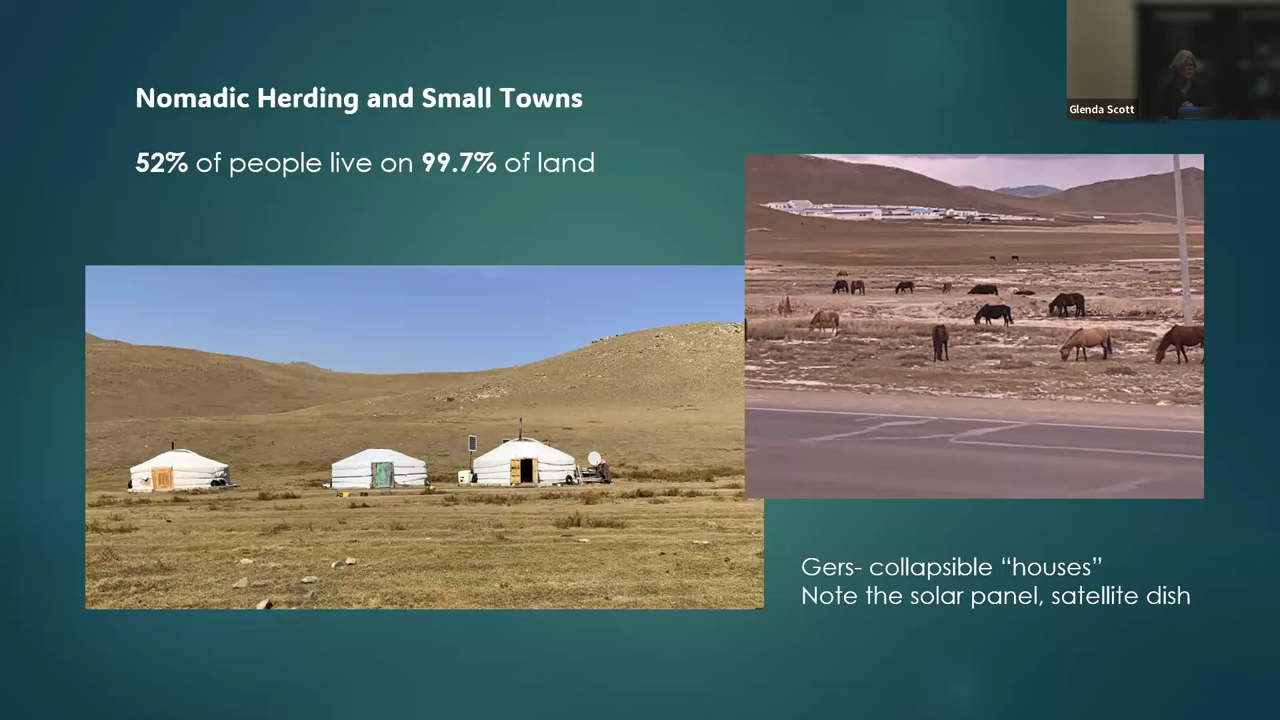 Nomadic Herding and Small Towns
52% of people live on 99.7% of land
Glenda Scott
Gers- collapsible “houses”
Note the solar panel, satellite dish